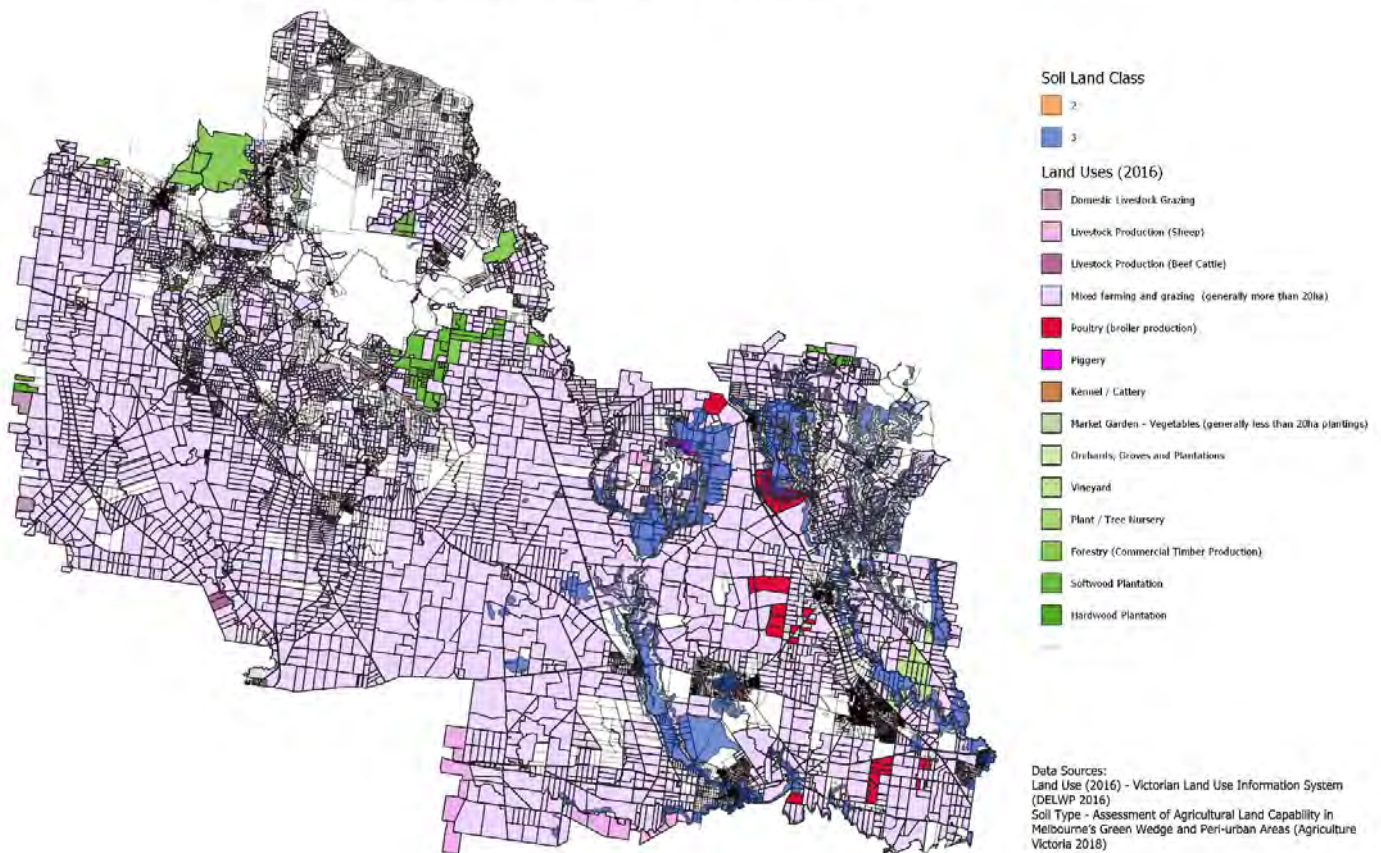 Soil Land Class
2
3
Land Uses (2016)
Domestic Livestock Grazing
Livestock Production (Sheep)
Livestock Production (Beef Cattle)
Mixed farming and grazing (generally more than 20ha)
Poultry (broiler production)
Piggery
Kennel / Cattery
Market Garden - Vegetables (generally less than 20ha plantings)
Orchards, Groves and Plantations
Vineyard
Plant / Tree Nursery
Forestry (Commercial Timber Production)
Softwood Plantation
Hardwood Plantation
Data Sources:
Land Use (2016) - Victorian Land Use Information System
(DELWP 2016)
Soil Type - Assessment of Agricultural Land Capability in
Melbourne's Green Wedge and Peri-urban Areas (Agriculture
Victoria 2018)